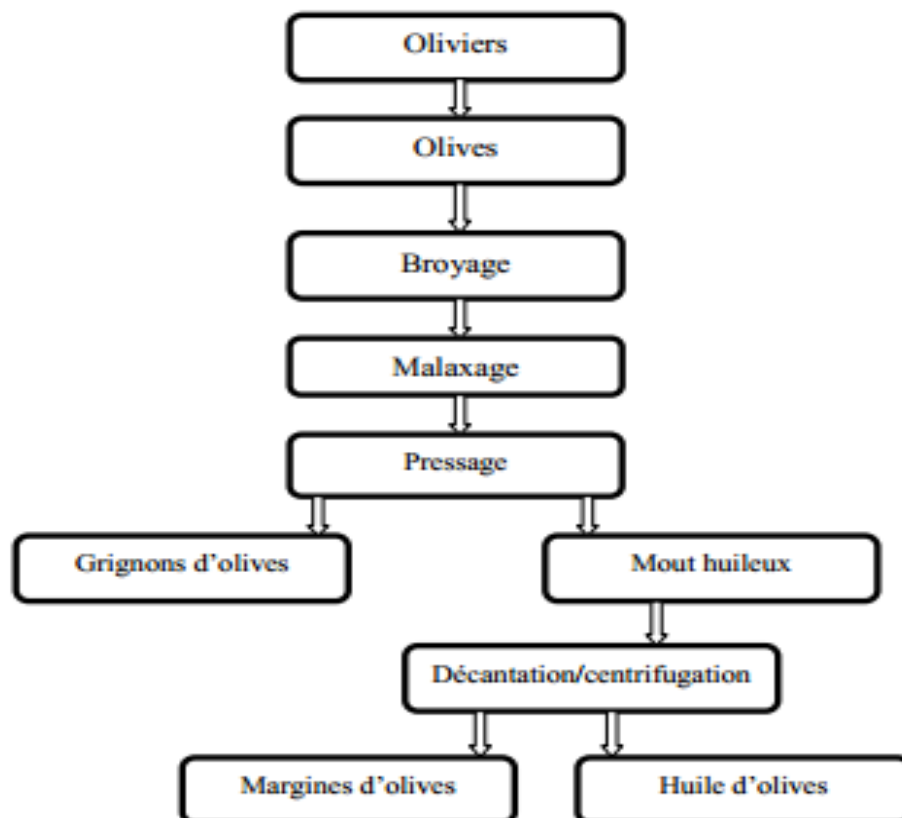 Oliviers
Olives
Broyage
Malaxage
Pressage
Grignons d'olives
Mout huileux
Décantation/centrifugation
Margines d'olives
Huile d'olives